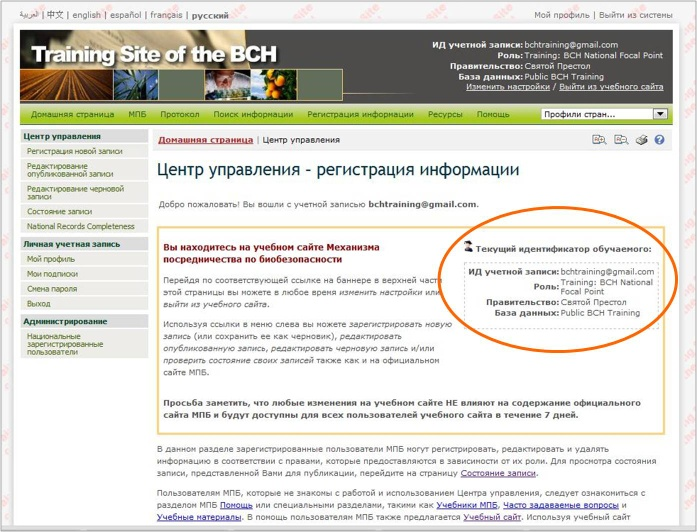 العربية | 中文 | english | español | français | русский
Мой профиль | Выйти из системы
Training Site of the BCH
ИД учетной записи: bchtraining@gmail.com
Роль: Training: BCH National Focal Point
Правительство: Святой Престол
База данных: Public BCH Training
Изменить настройки / Выйти из учебного сайта
Домашняя страница МПБ Протокол Поиск информации Регистрация информации Ресурсы Помощь Профили стран...
Центр управления
Регистрация новой записи
Редактирование
опубликованной записи
Редактирование черновой
записи
Состояние записи
National Records Completeness
Личная учетная запись
Мой профиль
Мои подписки
Смена пароля
Выход
Администрирование
Национальные
зарегистрированные
пользователи
Домашняя страница | Центр управления
Центр управления - регистрация информации
Добро пожаловать! Вы вошли с учетной записью bchtraining@gmail.com.
Вы находитесь на учебном сайте Механизма
посредничества по биобезопасности
Перейдя по соответствующей ссылке на баннере в верхней части
этой страницы вы можете в любое время изменить настройки или
выйти из учебного сайта.
Используя ссылки в меню слева вы можете зарегистрировать новую
запись (или сохранить ее как черновик), редактировать
опубликованную запись, редактировать черновую запись и/или
проверить состояние своих записей также как и на официальном
сайте МПБ.
Текущий идентификатор обучаемого:
ИД учетной записи: bchtraining@gmail.com
Роль: Training: BCH National
Focal Point
Правительство: Святой Престол
База данных: Public BCH Training
Просьба заметить, что любые изменения на учебном сайте НЕ влияют на содержание официального
сайта МПБ и будут доступны для всех пользователей учебного сайта в течение 7 дней.
В данном разделе зарегистрированные пользователи МПБ могут регистрировать, редактировать и удалять
информацию в соответствии с правами, которые предоставляются в зависимости от их роли. Для просмотра состояния
записи, представленной Вами для публикации, перейдите на страницу Состояние записи.
Пользователям МПБ, которые не знакомы с работой и использованием Центра управления, следует ознакомиться с
разделом МПБ Помощь или специальными разделами, такими как Учебники МПБ, Часто задаваемые вопросы и
Учебные материалы. В помощь пользователям МПБ также предлагается Учебный сайт. Используя учебный сайт